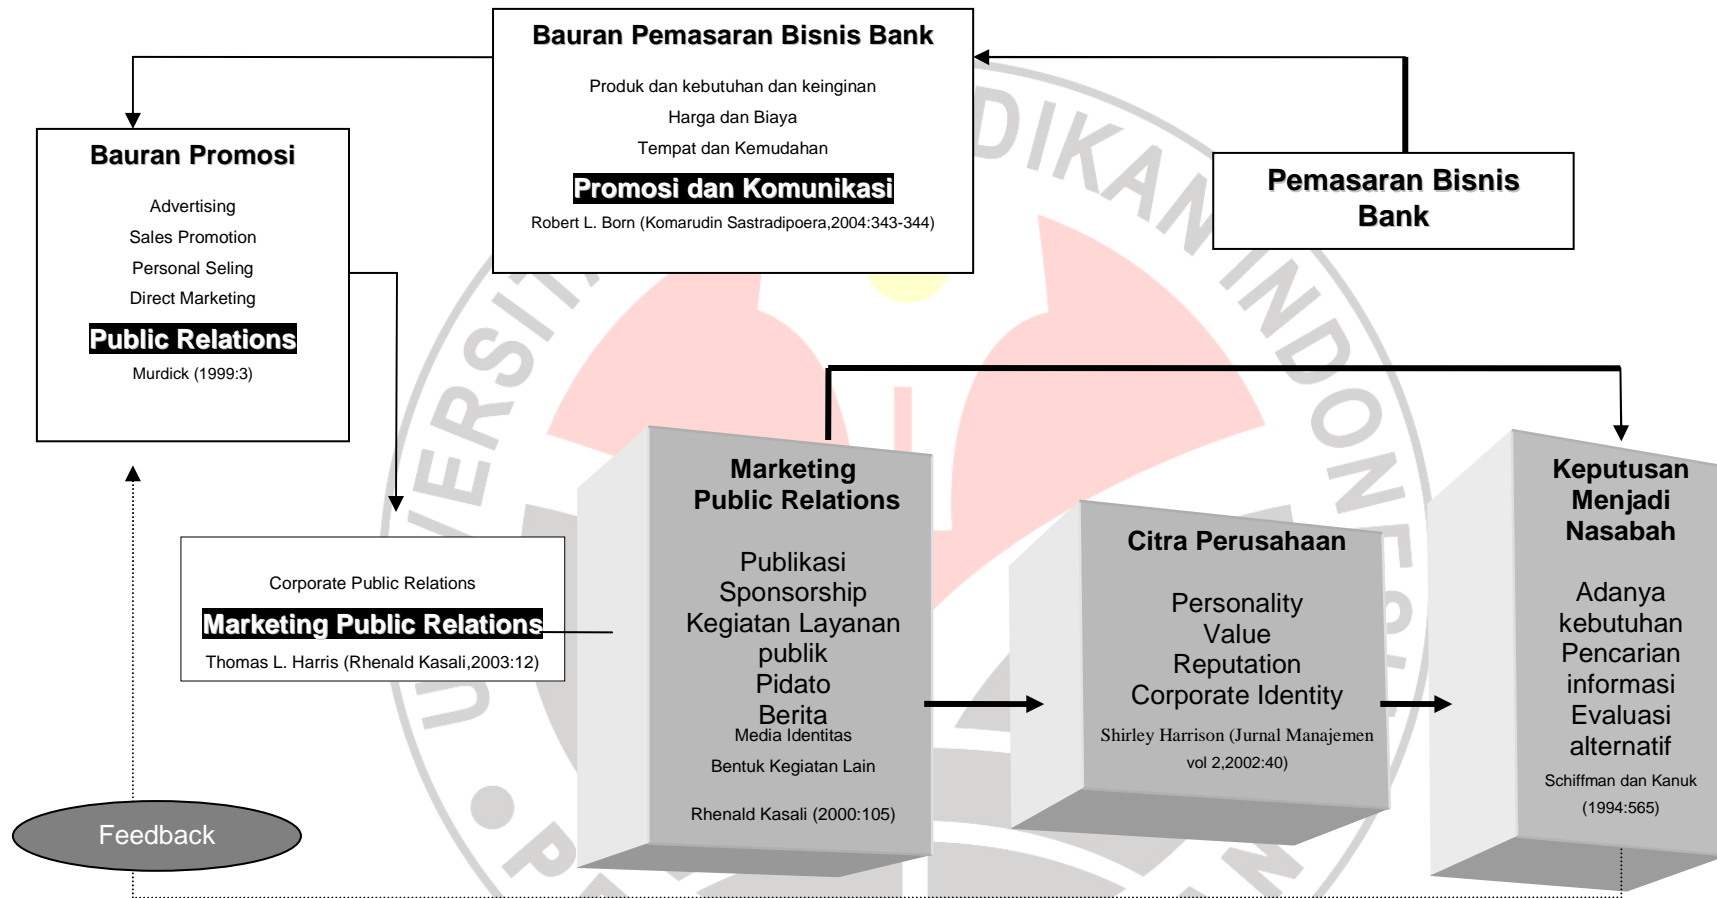 Bauran Pemasaran Bisnis Bank
Produk dan kebutuhan dan keinginan
Harga dan Biaya
Tempat dan Kemudahan
Promosi dan Komunikasi
Robert L. Born (Komarudin Sastradipoera,2004:343-344)
Pemasaran Bisnis
Bank
Bauran Promosi
Advertising
Sales Promotion
Personal Seling
Direct Marketing
Public Relations
Murdick (1999:3)
Corporate Public Relations
Marketing Public Relations
Thomas L. Harris (Rhenald Kasali,2003:12)
Marketing
Public Relations
Publikasi
Sponsorship
Kegiatan Layanan
publik
Pidato
Berita
Media Identitas
Bentuk Kegiatan Lain
Rhenald Kasali (2000:105)
Citra Perusahaan
Personality
Value
Reputation
Corporate Identity
Shirley Harrison (Jurnal Manajemen
vol 2,2002:40)
Keputusan
Menjadi
Nasabah
Adanya
kebutuhan
Pencarian
informasi
Evaluasi
alternatif
Schiffman dan Kanuk
(1994:565)
Feedback